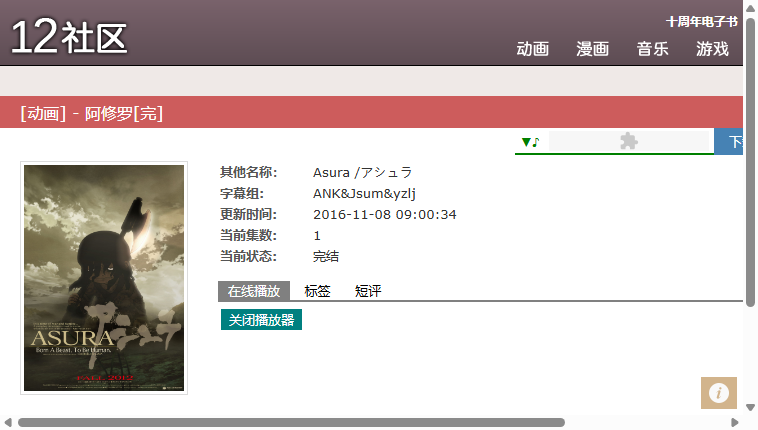 12社区
十周年电子书
动画 漫画 音乐 游戏
[动画] - 阿修罗[完]
▼♪
下
其他名称: Asura /アシュラ
字幕组: ANK&Jsum&yzlj
更新时间: 2016-11-08 09:00:34
当前集数: 1
当前状态: 完结
在线播放 标签 短评
关闭播放器
アシュラ
ASURA
Born A Beast. To Be Human.
FALL 2012
i